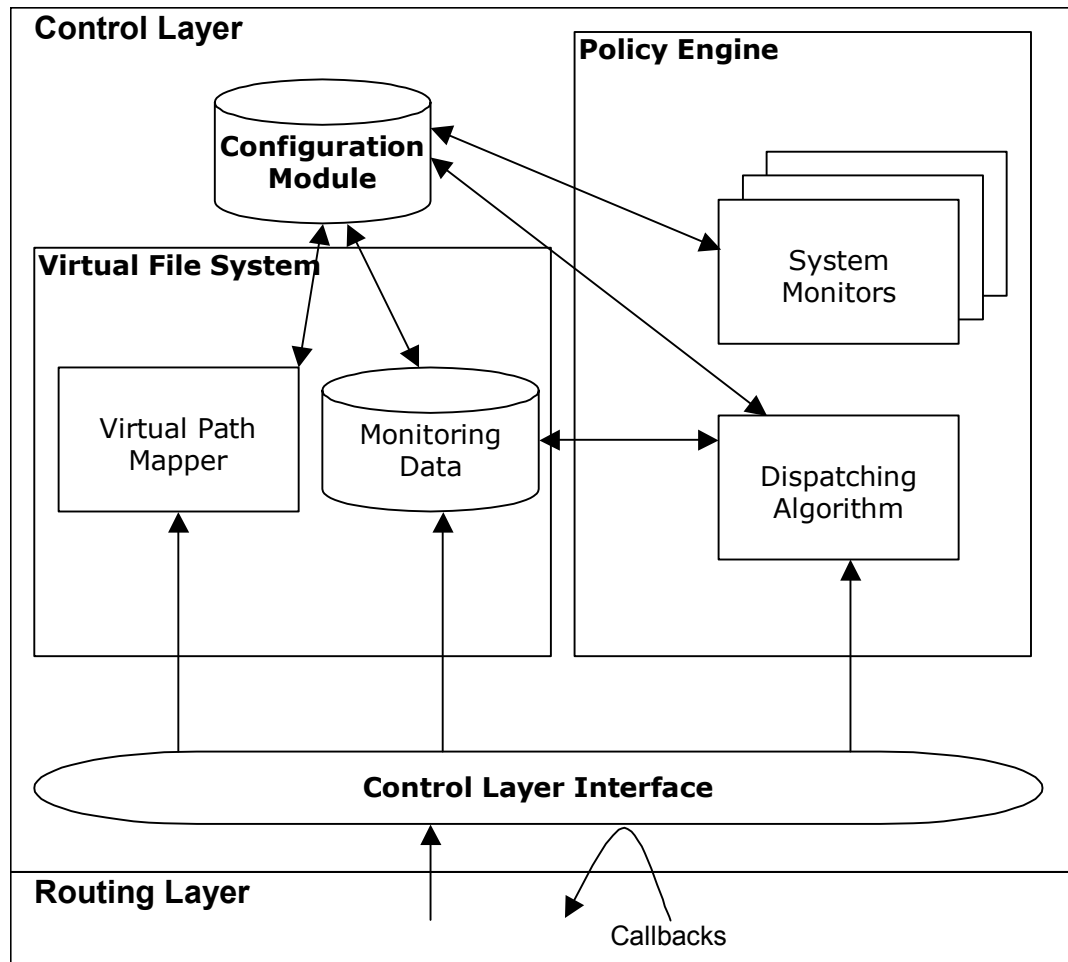 Control Layer
Policy Engine
Configuration
Module
Virtual File System
System
Monitors
Virtual Path
Mapper
Monitoring
Data
Dispatching
Algorithm
Control Layer Interface
Routing Layer
Callbacks